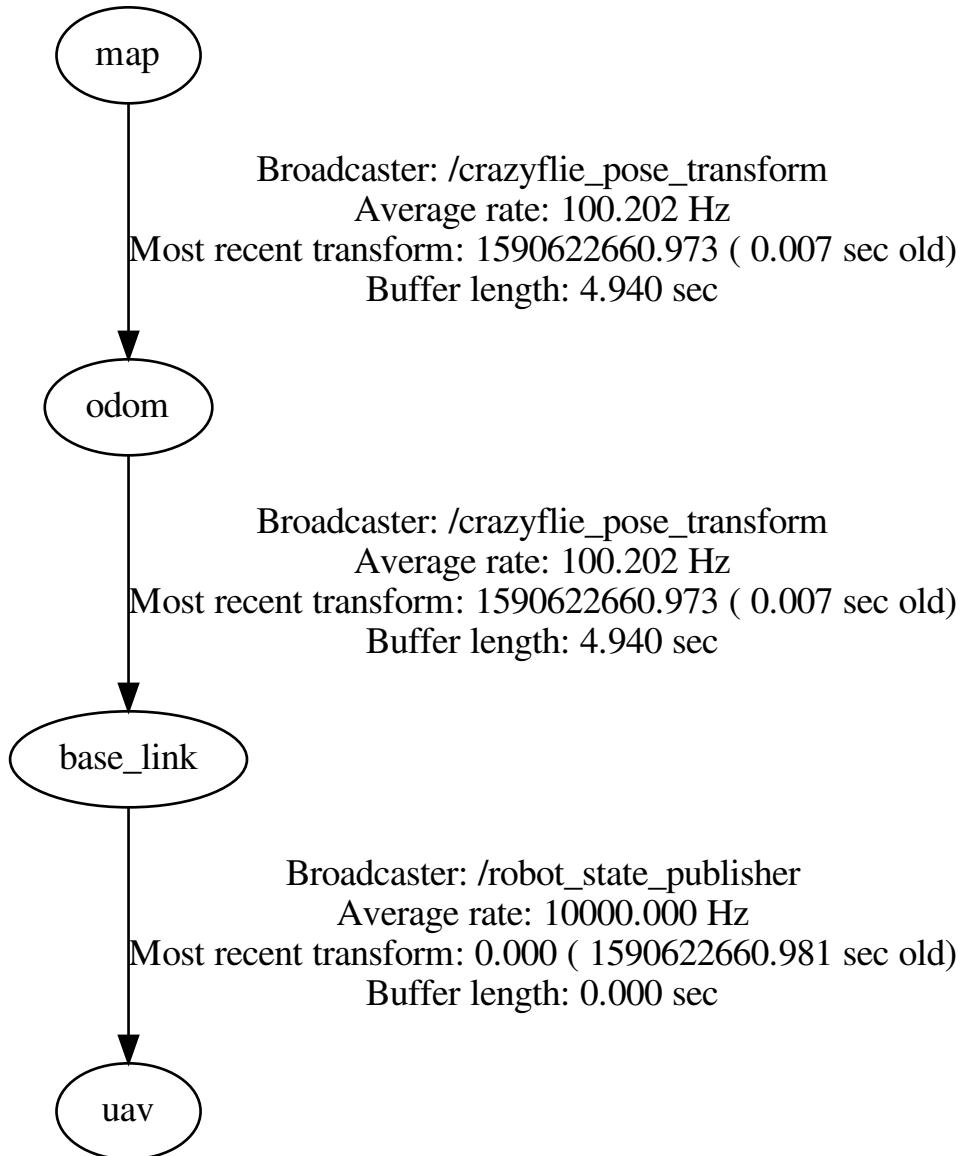 map
Broadcaster: /crazyflie_pose_transform
Average rate: 100.202 Hz
Most recent transform: 1590622660.973 ( 0.007 sec old)
Buffer length: 4.940 sec
odom
Broadcaster: /crazyflie_pose_transform
Average rate: 100.202 Hz
Most recent transform: 1590622660.973 ( 0.007 sec old)
Buffer length: 4.940 sec
base_link
Broadcaster: /robot_state_publisher
Average rate: 10000.000 Hz
Most recent transform: 0.000 ( 1590622660.981 sec old)
Buffer length: 0.000 sec
uav